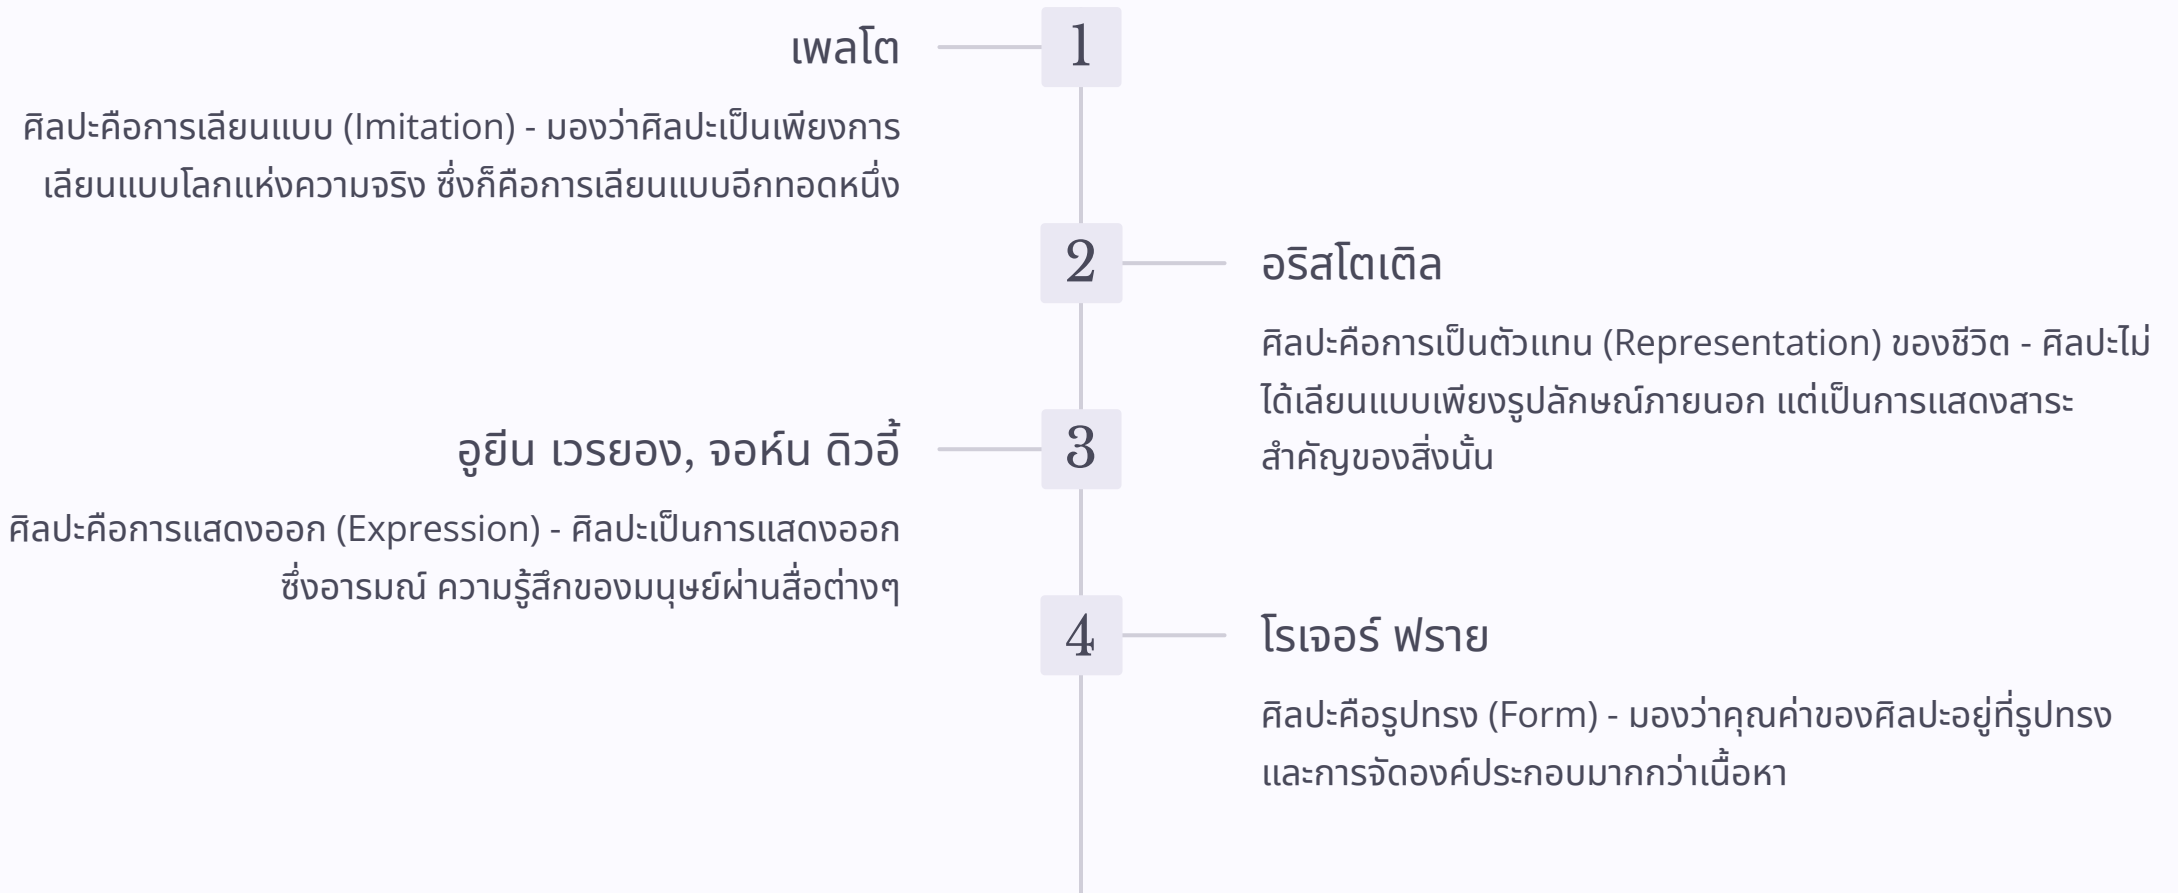 1
เพลโต
ศิลปะคือการเลียนแบบ (Imitation) - มองว่าศิลปะเป็นเพียงการ
เลียนแบบโลกแห่งความจริง ซึ่งก็คือการเลียนแบบอีกทอดหนึ่ง
2
อริสโตเติล
ศิลปะคือการเป็นตัวแทน (Representation) ของชีวิต - ศิลปะไม่
ได้เลียนแบบเพียงรูปลักษณ์ภายนอก แต่เป็นการแสดงสาระ
สำคัญของสิ่งนั้น
3
อูยีน เวรยอง, จอห์น ดิวอี้
ศิลปะคือการแสดงออก (Expression) - ศิลปะเป็นการแสดงออก
ซึ่งอารมณ์ ความรู้สึกของมนุษย์ผ่านสื่อต่างๆ
4
โรเจอร์ ฟราย
ศิลปะคือรูปทรง (Form) - มองว่าคุณค่าของศิลปะอยู่ที่รูปทรง
และการจัดองค์ประกอบมากกว่าเนื้อหา